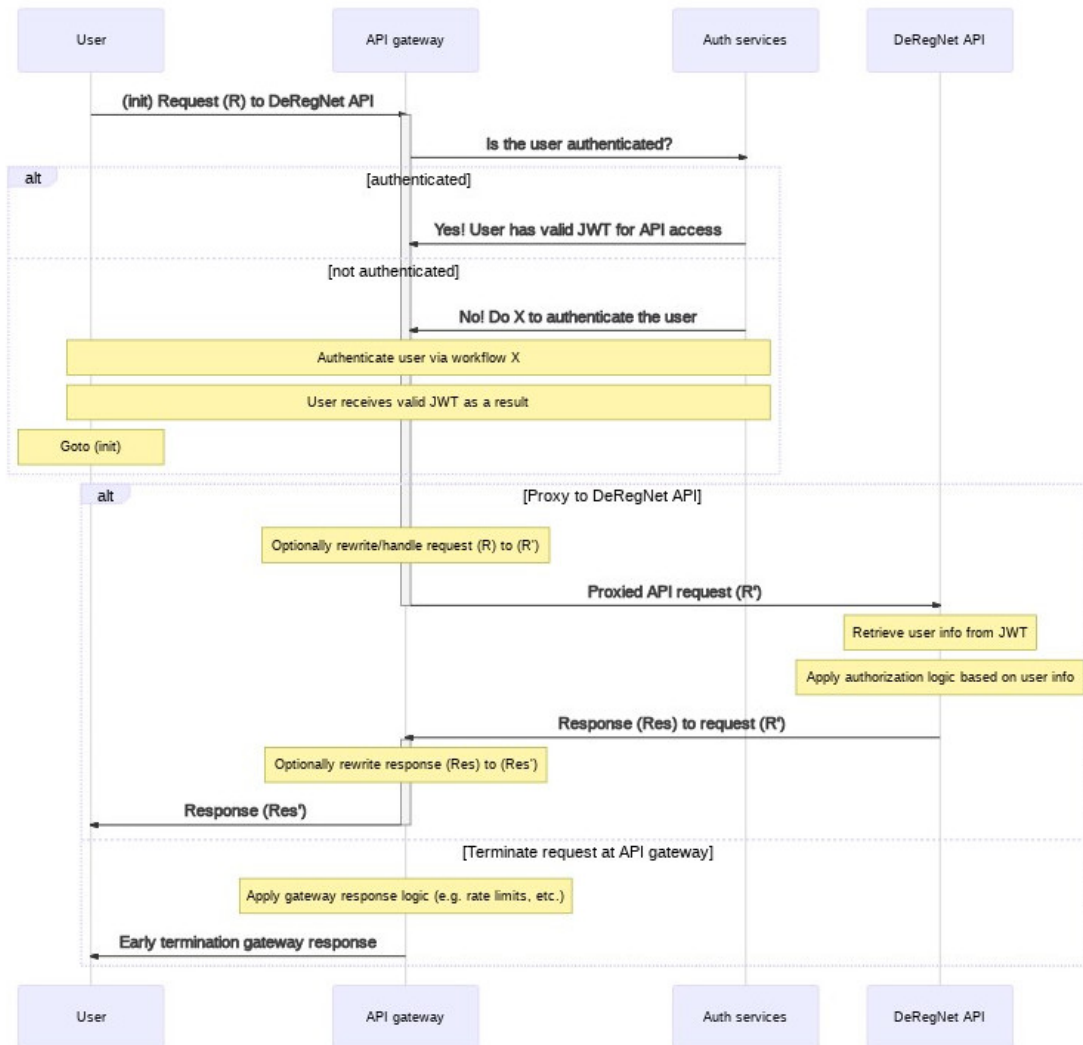 User
API gateway
Auth services
DeRegNet API
(init) Request (R) to DeRegNet API
Is the user authenticated?
alt
[authenticated]
Yes! User has valid JWT for API access
[not authenticated]
No! Do X to authenticate the user
Authenticate user via workflow X
User receives valid JWT as a result
Goto (init)
alt
[Proxy to DeRegNet API]
Optionally rewrite/handle request (R) to (R')
Proxied API request (R')
Retrieve user info from JWT
Apply authorization logic based on user info
Response (Res) to request (R')
Optionally rewrite response (Res) to (Res')
Response (Res')
[Terminate request at API gateway]
Apply gateway response logic (e.g. rate limits, etc.)
Early termination gateway response
User
API gateway
Auth services
DeRegNet API